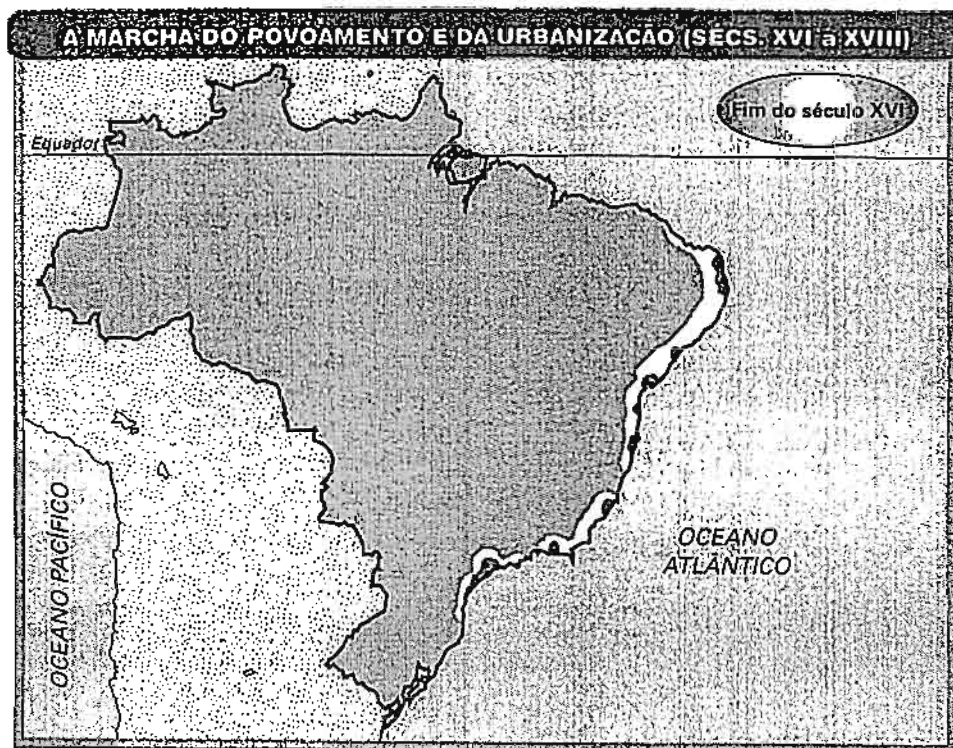 A MARCHA DO POVOAMENTO E DA URBANIZAÇÃO (SÉCS. XVI a XVIII)
Fim do século XVI
Equador
OCEANO PACÍFICO
OCEANO
ATLÂNTICO